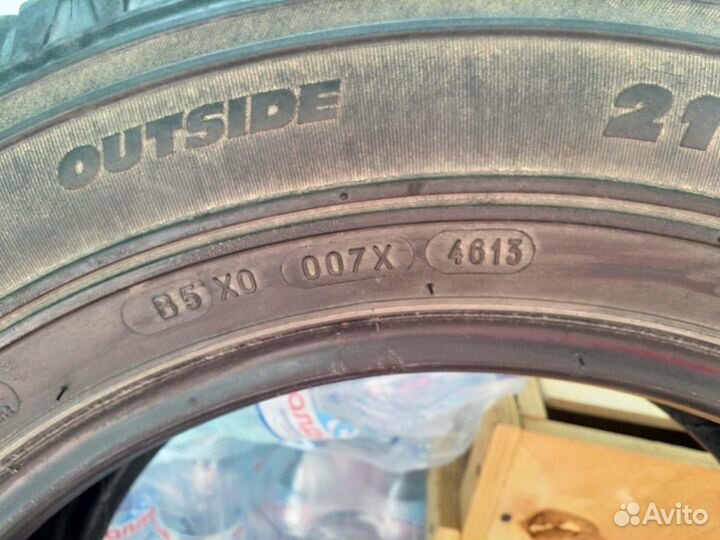 OUTSIDE 21
B5 X0 007X 4613
Avito